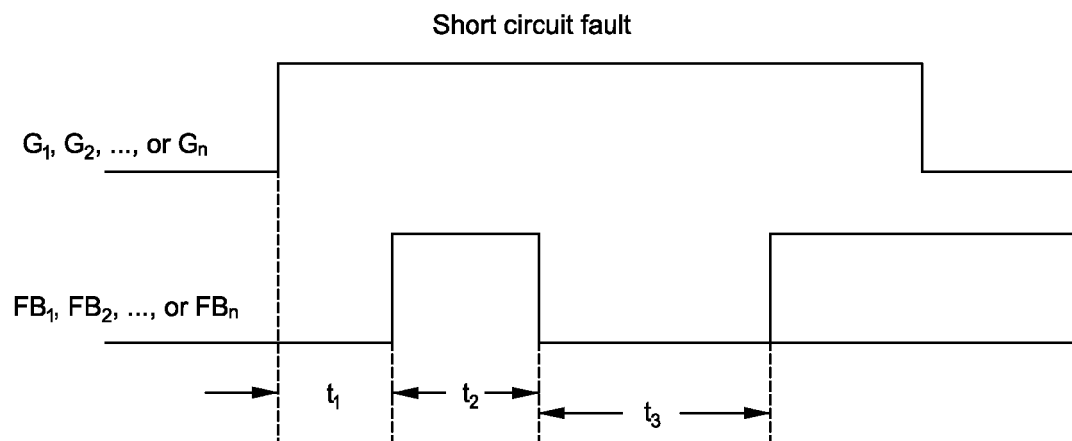 Short circuit fault
G₁, G₂, ..., or Gₙ
FB₁, FB₂, ..., or FBₙ
t₁
t₂
t₃